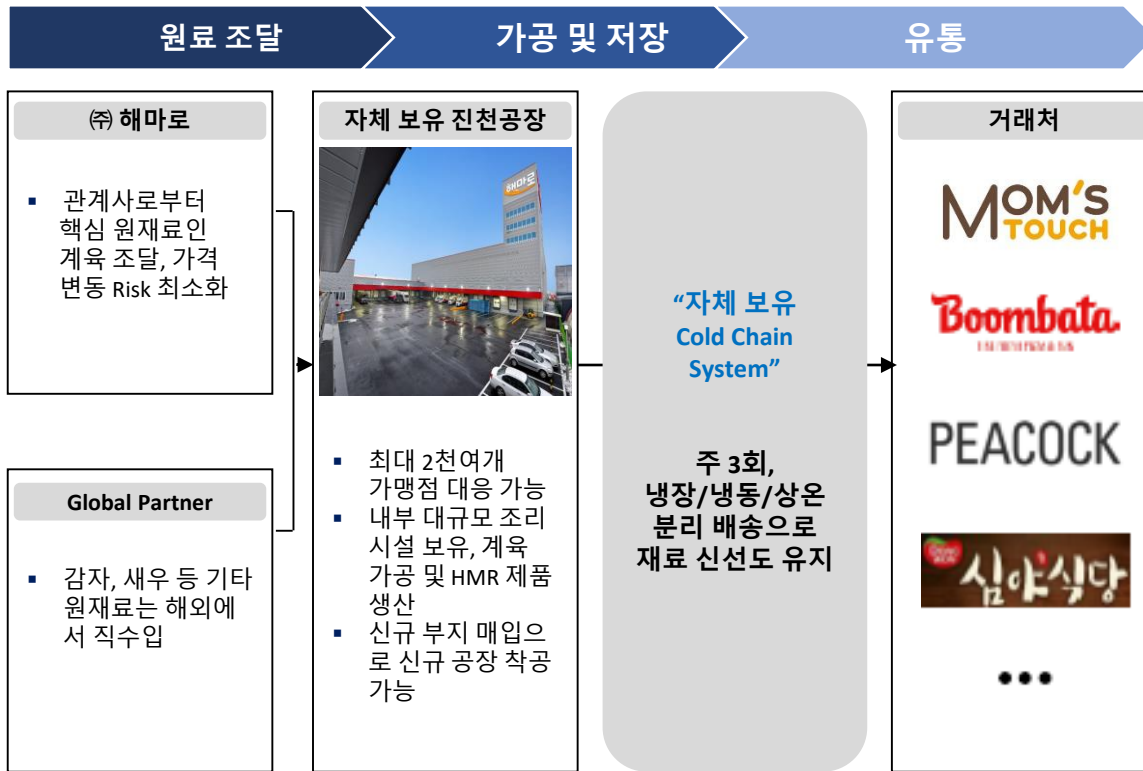 원료 조달
가공 및 저장
유통
㈜ 해마로
▪ 관계사로부터
핵심 원재료인
계육 조달, 가격
변동 Risk 최소화
Global Partner
▪ 감자, 새우 등 기타
원재료는 해외에
서 직수입
자체 보유 진천공장
해마로
▪ 최대 2천여개
가맹점 대응 가능
▪ 내부 대규모 조리
시설 보유, 계육
가공 및 HMR 제품
생산
▪ 신규 부지 매입으
로 신규 공장 착공
가능
“자체 보유
Cold Chain
System”
주 3회,
냉장/냉동/상온
분리 배송으로
재료 신선도 유지
거래처
MOM'S
TOUCH
Boombata
PEACOCK
심야식당
•••